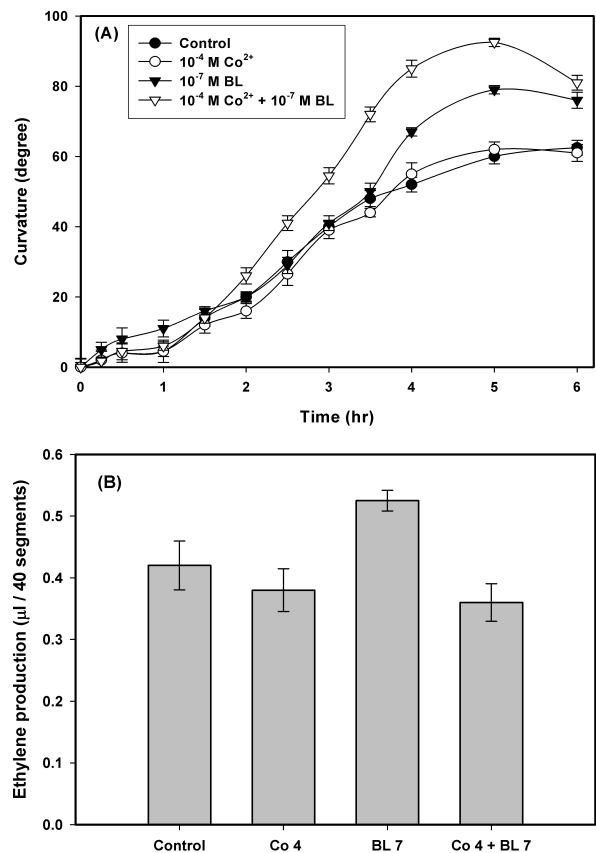 100
(A)
Control
10⁻⁴ M Co²⁺
10⁻⁷ M BL
10⁻⁴ M Co²⁺ + 10⁻⁷ M BL
80
60
40
20
0
Curvature (degree)
0 1 2 3 4 5 6
Time (hr)
0.6
(B)
0.5
0.4
0.3
0.2
0.1
0.0
Ethylene production (μl / 40 segments)
Control Co 4 BL 7 Co 4 + BL 7